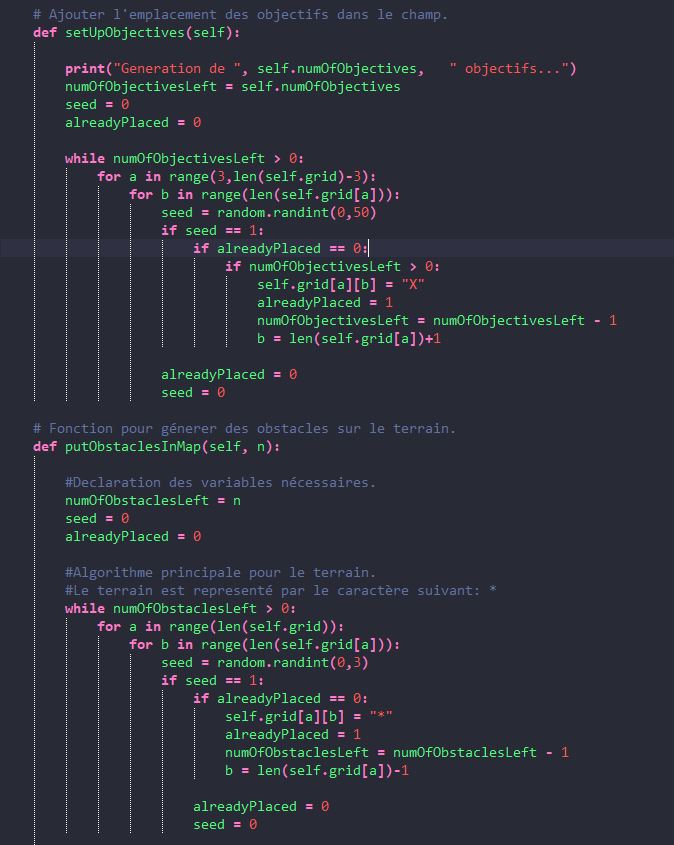 # Ajouter l'emplacement des objectifs dans le champ.
def setUpObjectives(self):
print("Generation de ", self.numOfObjectives,   " objectifs...")
numOfObjectivesLeft = self.numOfObjectives
seed = 0
alreadyPlaced = 0
while numOfObjectivesLeft > 0:
for a in range(3,len(self.grid)-3):
for b in range(len(self.grid[a])):
seed = random.randint(0,50)
if seed == 1:
if alreadyPlaced == 0:
if numOfObjectivesLeft > 0:
self.grid[a][b] = "X"
alreadyPlaced = 1
numOfObjectivesLeft = numOfObjectivesLeft - 1
b = len(self.grid[a])+1
alreadyPlaced = 0
seed = 0
# Fonction pour génerer des obstacles sur le terrain.
def putObstaclesInMap(self, n):
#Declaration des variables nécessaires.
numOfObstaclesLeft = n
seed = 0
alreadyPlaced = 0
#Algorithme principale pour le terrain.
#Le terrain est representé par le caractère suivant: *
while numOfObstaclesLeft > 0:
for a in range(len(self.grid)):
for b in range(len(self.grid[a])):
seed = random.randint(0,3)
if seed == 1:
if alreadyPlaced == 0:
self.grid[a][b] = "*"
alreadyPlaced = 1
numOfObstaclesLeft = numOfObstaclesLeft - 1
b = len(self.grid[a])-1
alreadyPlaced = 0
seed = 0